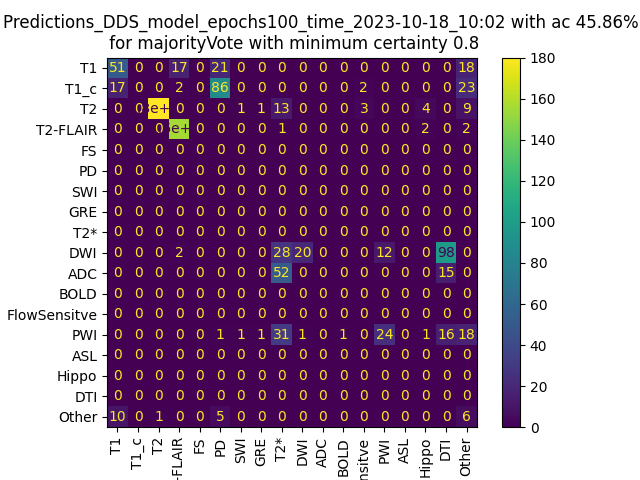 Predictions_DDS_model_epochs100_time_2023-10-18_10:02 with ac 45.86%
for majorityVote with minimum certainty 0.8
T1 51 0 0 17 0 21 0 0 0 0 0 0 0 0 0 0 0 18
T1_c 17 0 0 2 0 86 0 0 0 0 0 0 2 0 0 0 0 23
T2 0 0 e+ 0 0 0 1 1 13 0 0 0 3 0 0 4 0 9
T2-FLAIR 0 0 0 e+ 0 0 0 0 1 0 0 0 0 0 0 2 0 2
FS 0 0 0 0 0 0 0 0 0 0 0 0 0 0 0 0 0 0
PD 0 0 0 0 0 0 0 0 0 0 0 0 0 0 0 0 0 0
SWI 0 0 0 0 0 0 0 0 0 0 0 0 0 0 0 0 0 0
GRE 0 0 0 0 0 0 0 0 0 0 0 0 0 0 0 0 0 0
T2* 0 0 0 0 0 0 0 0 0 0 0 0 0 0 0 0 0 0
DWI 0 0 0 2 0 0 0 0 28 20 0 0 0 12 0 0 98 0
ADC 0 0 0 0 0 0 0 0 52 0 0 0 0 0 0 0 15 0
BOLD 0 0 0 0 0 0 0 0 0 0 0 0 0 0 0 0 0 0
FlowSensitve 0 0 0 0 0 0 0 0 0 0 0 0 0 0 0 0 0 0
PWI 0 0 0 0 0 1 1 1 31 1 0 1 0 24 0 1 16 18
ASL 0 0 0 0 0 0 0 0 0 0 0 0 0 0 0 0 0 0
Hippo 0 0 0 0 0 0 0 0 0 0 0 0 0 0 0 0 0 0
DTI 0 0 0 0 0 0 0 0 0 0 0 0 0 0 0 0 0 0
Other 10 0 1 0 0 5 0 0 0 0 0 0 0 0 0 0 0 6
T1 T1_c T2 -FLAIR FS PD SWI GRE T2* DWI ADC BOLD nsitve PWI ASL Hippo DTI Other
180
160
140
120
100
80
60
40
20
0